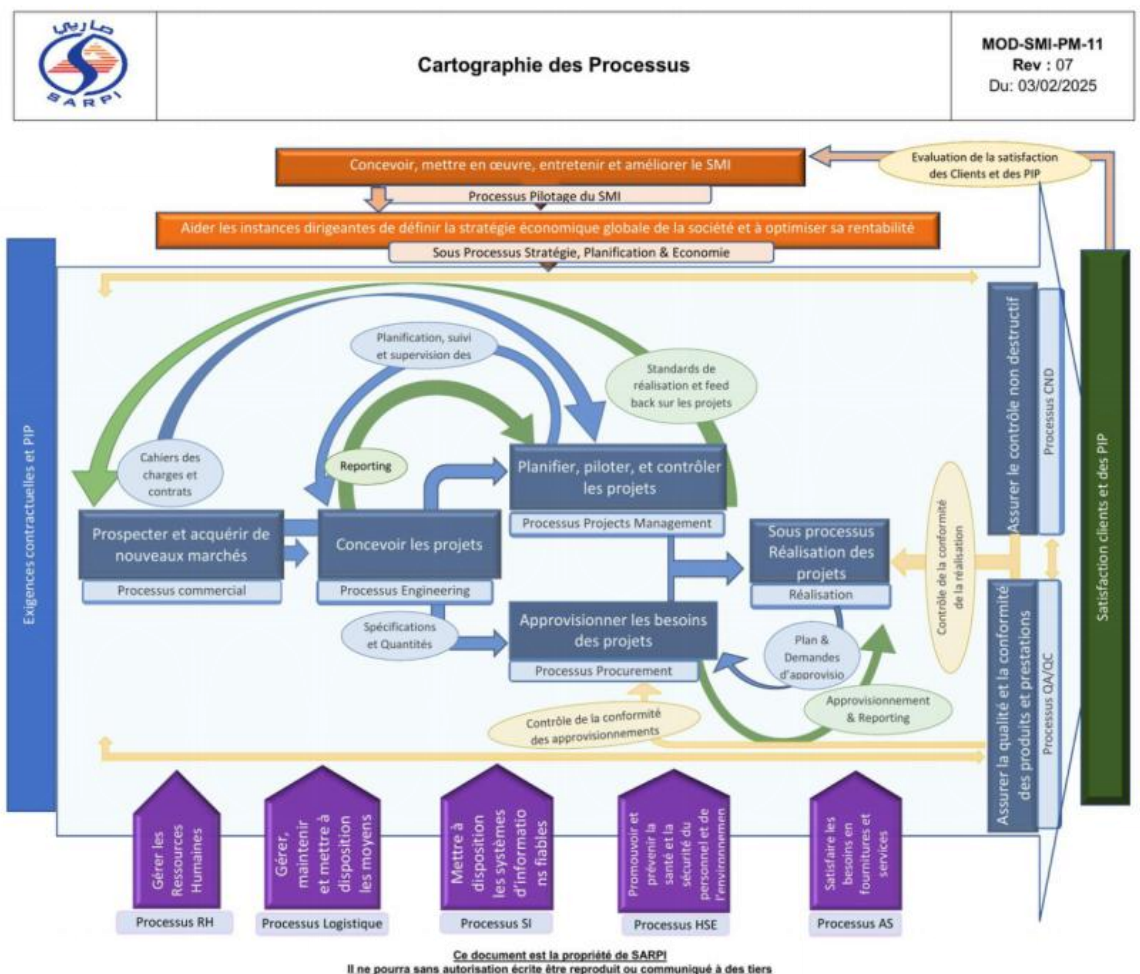 صاربي
SARPI
Cartographie des Processus
MOD-SMI-PM-11
Rev : 07
Du: 03/02/2025
Concevoir, mettre en œuvre, entretenir et améliorer le SMI
Processus Pilotage du SMI
Evaluation de la satisfaction
des Clients et des PIP
Aider les instances dirigeantes de définir la stratégie économique globale de la société et à optimiser sa rentabilité
Sous Processus Stratégie, Planification & Economie
Exigences contractuelles et PIP
Planification, suivi
et supervision des
Standards de
réalisation et feed
back sur les projets
Cahiers des
charges et
contrats
Reporting
Prospecter et acquérir de
nouveaux marchés
Processus commercial
Concevoir les projets
Processus Engineering
Planifier, piloter, et contrôler
les projets
Processus Projects Management
Sous processus
Réalisation des
projets
Réalisation
Spécifications
et Quantités
Approvisionner les besoins
des projets
Processus Procurement
Plan &
Demandes
d'approvisio
Approvisionnement
& Reporting
Contrôle de la conformité
des approvisionnements
Contrôle de la conformité
de la réalisation
Assurer le contrôle non destructif
Processus CND
Assurer la qualité et la conformité
des produits et prestations
Processus QA/QC
Satisfaction clients et des PIP
Gérer les
Ressources
Humaines
Processus RH
Gérer,
maintenir
et mettre à
disposition
les moyens
Processus Logistique
Mettre à
disposition
les systèmes
d'informatio
ns fiables
Processus SI
Promouvoir et
prévenir la
santé et la
sécurité du
personnel et de
l'environnemen
Processus HSE
Satisfaire les
besoins en
fournitures et
services
Processus AS
Ce document est la propriété de SARPI
Il ne pourra sans autorisation écrite être reproduit ou communiqué à des tiers